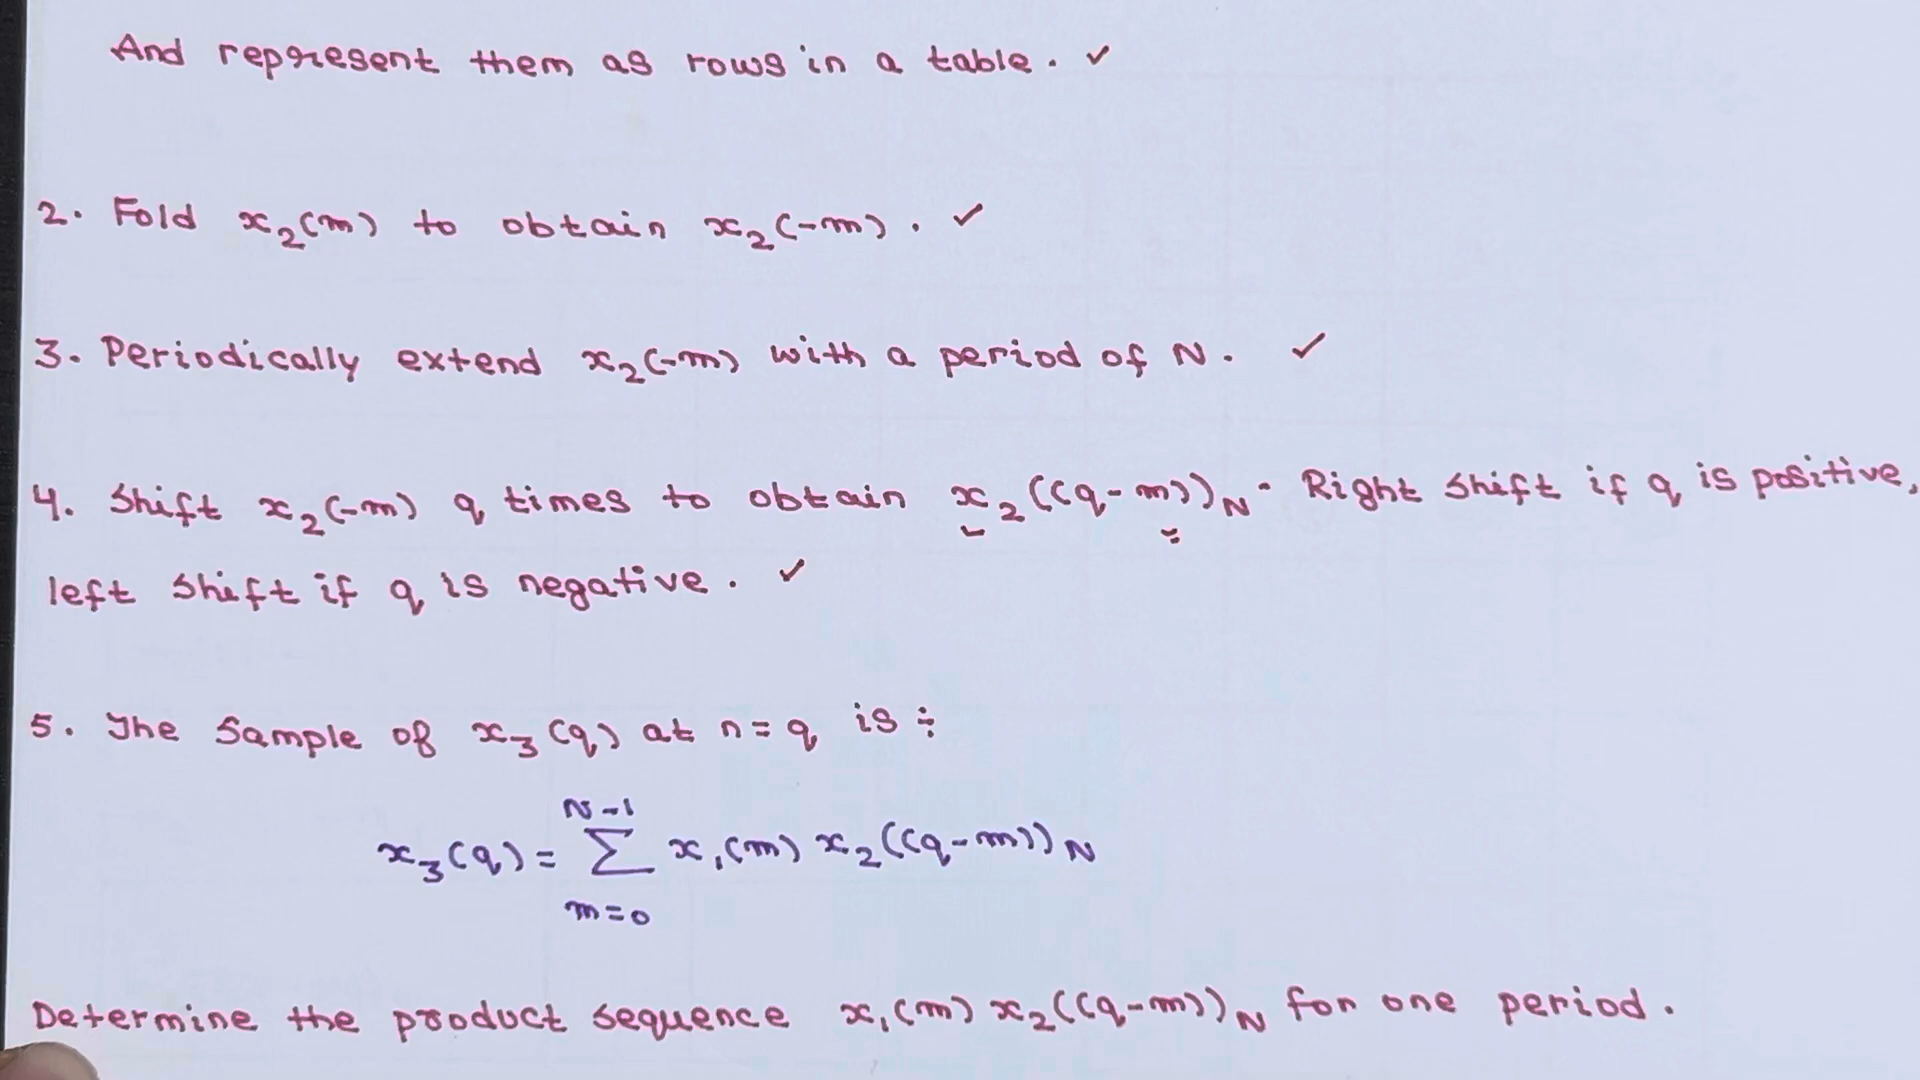 And represent them as rows in a table. ✓
2. Fold x₂(m) to obtain x₂(-m). ✓
3. Periodically extend x₂(-m) with a period of N. ✓
4. Shift x₂(-m) q times to obtain x₂((q-m))N. Right shift if q is positive,
left shift if q is negative. ✓
5. The Sample of x₃(q) at n=q is ÷
N-1
x₃(q) = Σ x₁(m) x₂((q-m))N
m=0
Determine the product sequence x₁(m) x₂((q-m))N for one period.